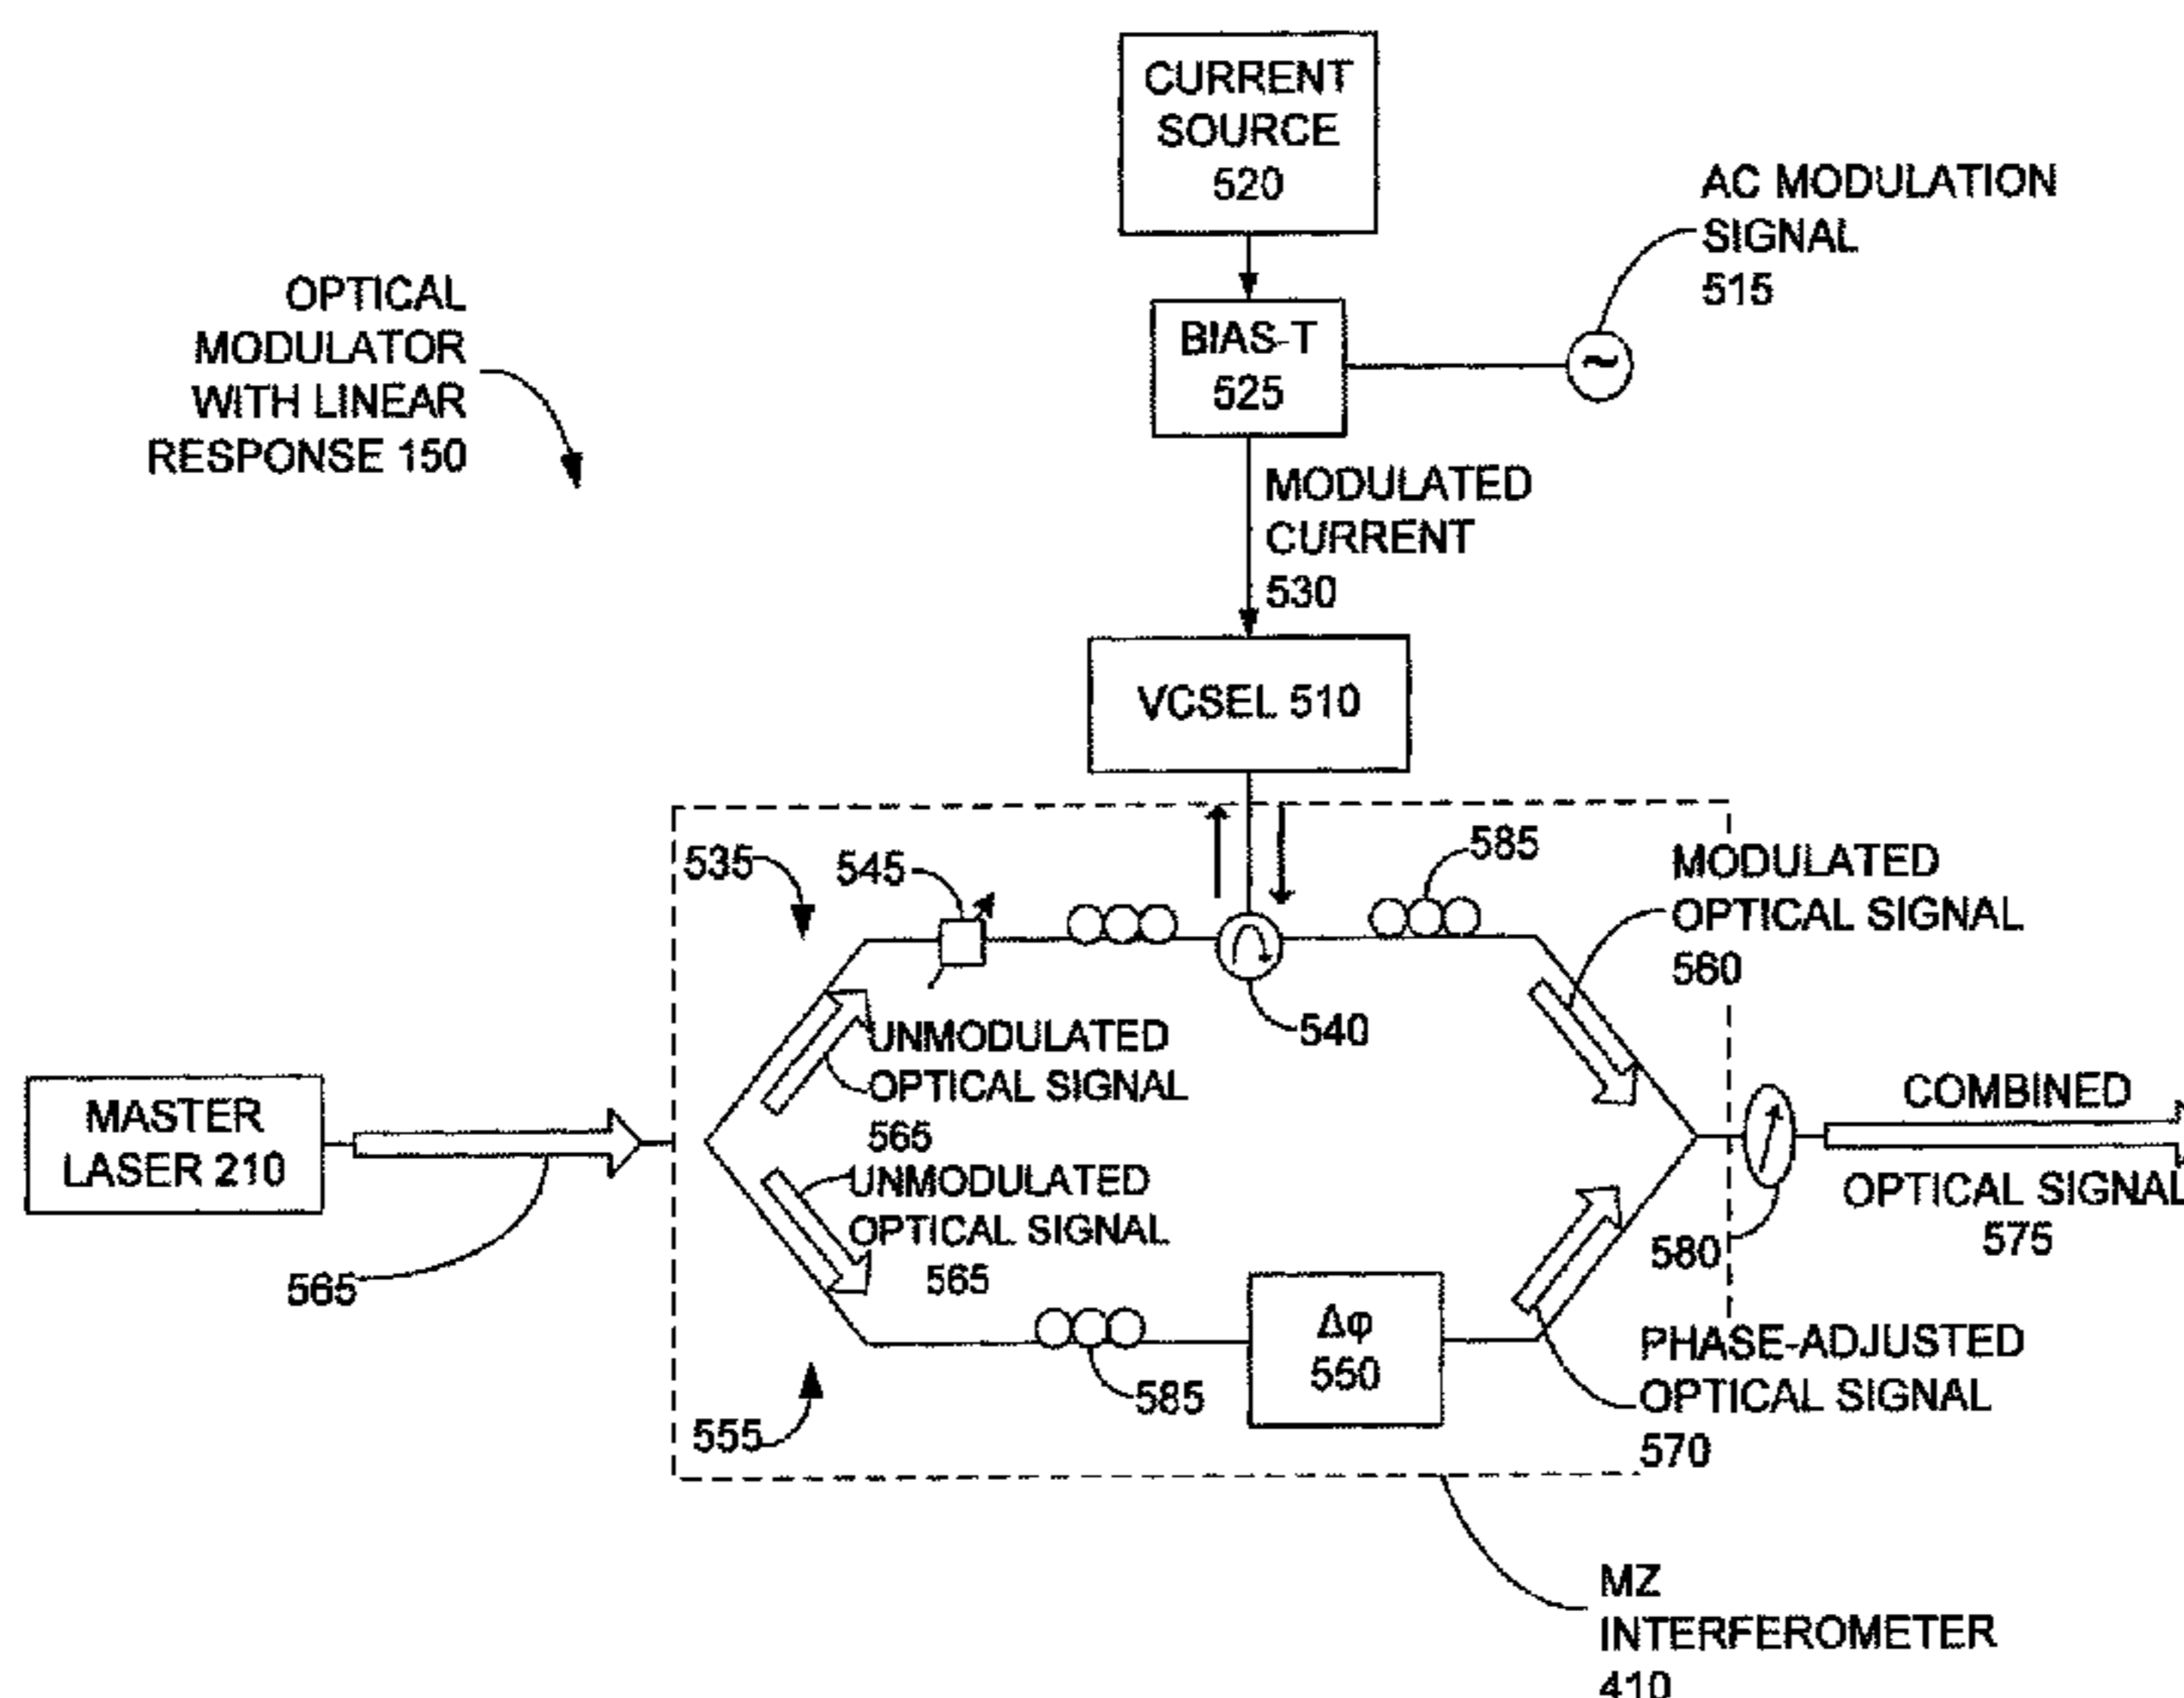 CURRENT
SOURCE
520
AC MODULATION
SIGNAL
515
OPTICAL
MODULATOR
WITH LINEAR
RESPONSE 150
BIAS-T
525
~
MODULATED
CURRENT
530
VCSEL 510
535
545
585
MODULATED
OPTICAL SIGNAL
560
540
UNMODULATED
OPTICAL SIGNAL
565
MASTER
LASER 210
565
UNMODULATED
OPTICAL SIGNAL
565
COMBINED
OPTICAL SIGNAL
575
580
Δφ
550
585
555
PHASE-ADJUSTED
OPTICAL SIGNAL
570
MZ
INTERFEROMETER
410